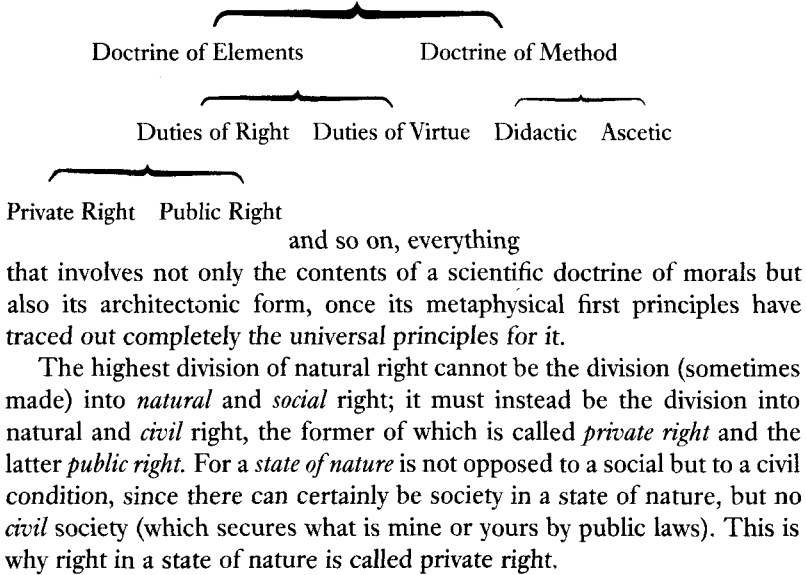 Doctrine of Elements Doctrine of Method
Duties of Right Duties of Virtue Didactic Ascetic
Private Right Public Right
and so on, everything
that involves not only the contents of a scientific doctrine of morals but
also its architectonic form, once its metaphysical first principles have
traced out completely the universal principles for it.
The highest division of natural right cannot be the division (sometimes
made) into natural and social right; it must instead be the division into
natural and civil right, the former of which is called private right and the
latter public right. For a state of nature is not opposed to a social but to a civil
condition, since there can certainly be society in a state of nature, but no
civil society (which secures what is mine or yours by public laws). This is
why right in a state of nature is called private right.